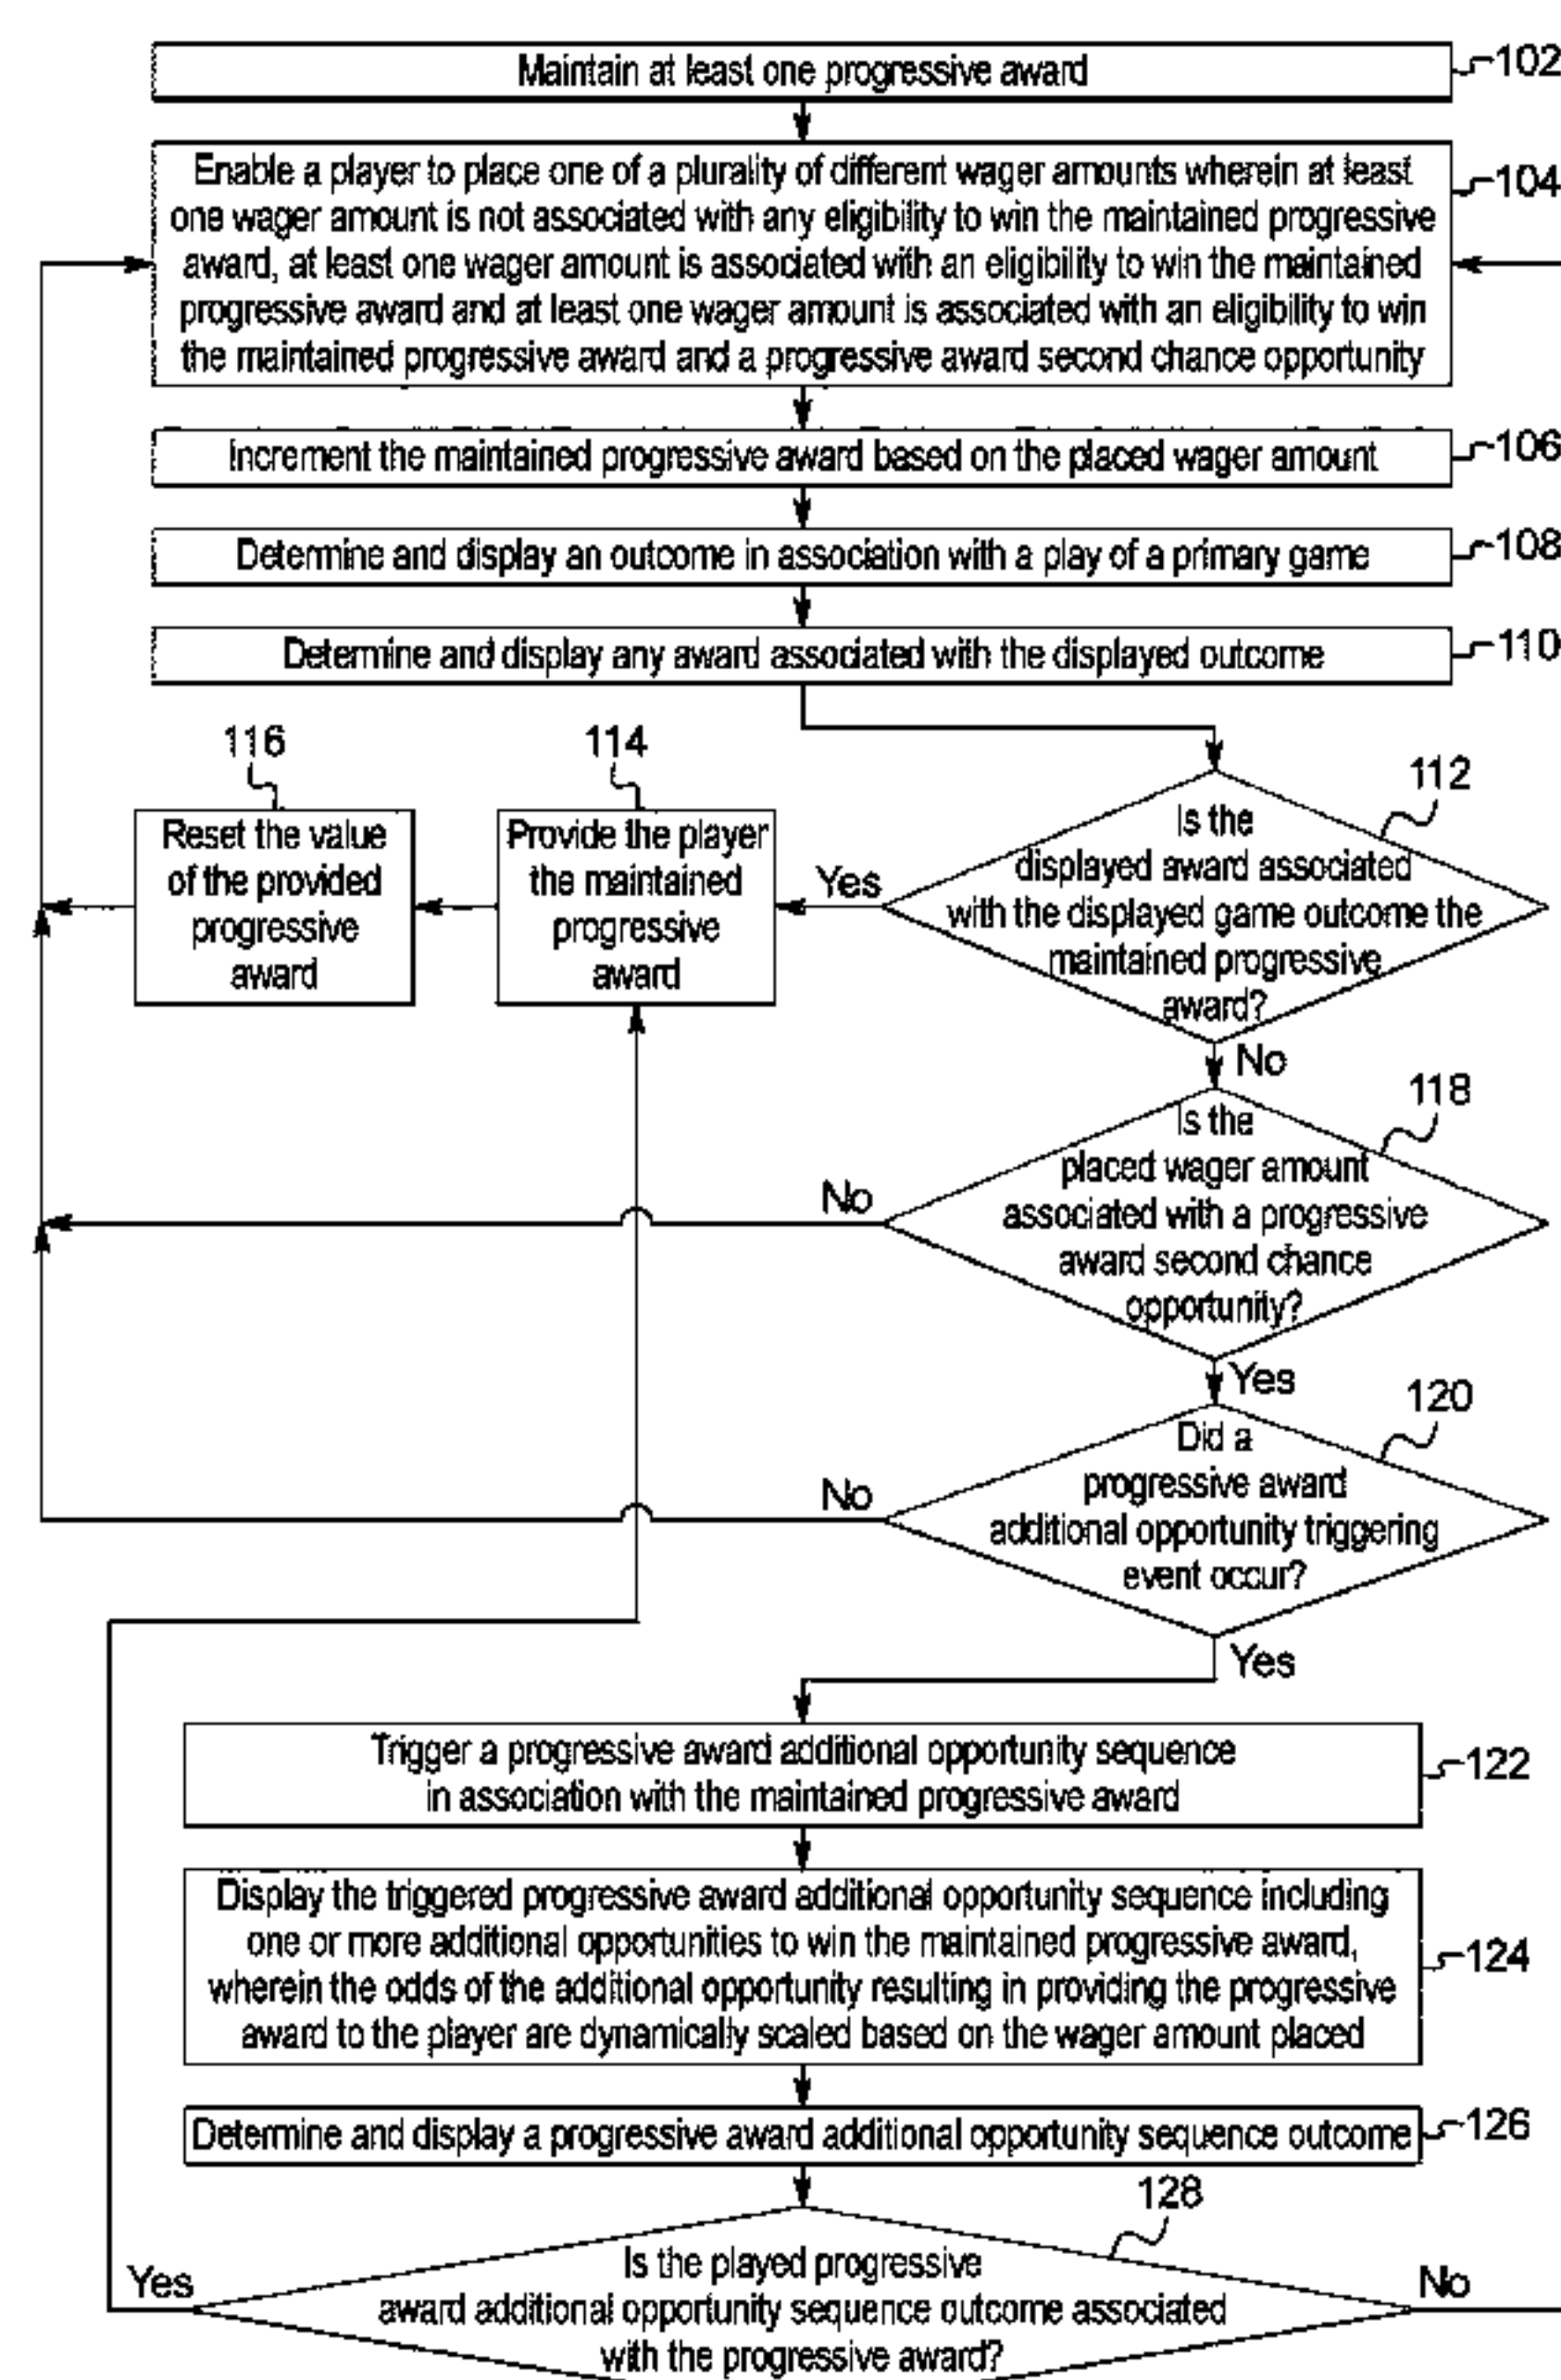 Maintain at least one progressive award
102
Enable a player to place one of a plurality of different wager amounts wherein at least
one wager amount is not associated with any eligibility to win the maintained progressive
award, at least one wager amount is associated with an eligibility to win the maintained
progressive award and at least one wager amount is associated with an eligibility to win
the maintained progressive award and a progressive award second chance opportunity
104
Increment the maintained progressive award based on the placed wager amount
106
Determine and display an outcome in association with a play of a primary game
108
Determine and display any award associated with the displayed outcome
110
116
Reset the value
of the provided
progressive
award
114
Provide the player
the maintained
progressive
award
Yes
112
Is the
displayed award associated
with the displayed game outcome the
maintained progressive
award?
No
118
Is the
placed wager amount
associated with a progressive
award second chance
opportunity?
No
Yes
120
Did a
progressive award
additional opportunity triggering
event occur?
No
Yes
Trigger a progressive award additional opportunity sequence
in association with the maintained progressive award
122
Display the triggered progressive award additional opportunity sequence including
one or more additional opportunities to win the maintained progressive award,
wherein the odds of the additional opportunity resulting in providing the progressive
award to the player are dynamically scaled based on the wager amount placed
124
Determine and display a progressive award additional opportunity sequence outcome
126
128
Is the played progressive
award additional opportunity sequence outcome associated
with the progressive award?
Yes
No